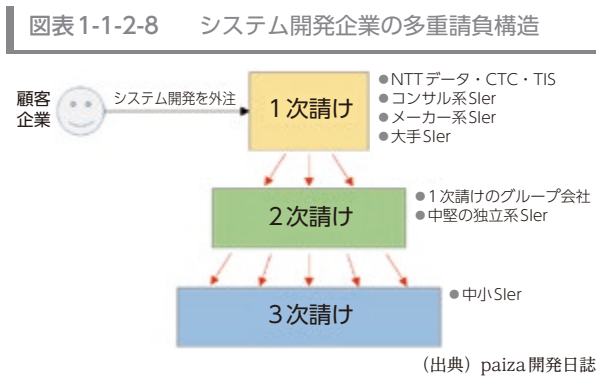 図表1-1-2-8 システム開発企業の多重請負構造
顧客
企業
システム開発を外注
1次請け
●NTTデータ・CTC・TIS
●コンサル系SIer
●メーカー系SIer
●大手SIer
2次請け
●1次請けのグループ会社
●中堅の独立系SIer
3次請け
●中小SIer
（出典）paiza開発日誌